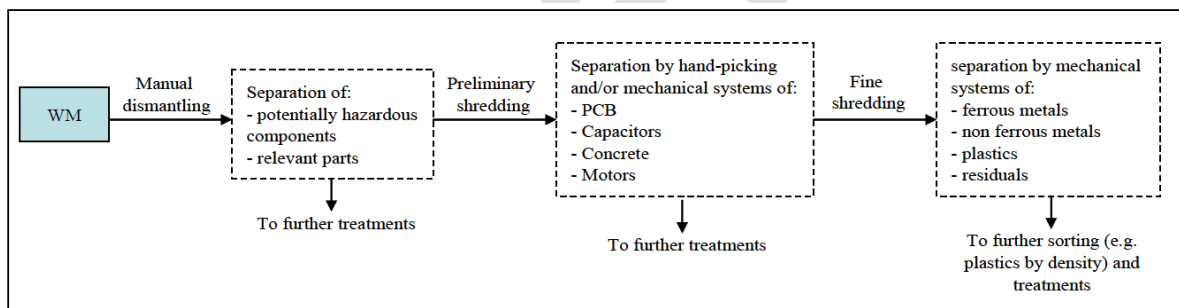 WM
Manual
dismantling
Separation of:
- potentially hazardous
components
- relevant parts
To further treatments
Preliminary
shredding
Separation by hand-picking
and/or mechanical systems of:
- PCB
- Capacitors
- Concrete
- Motors
To further treatments
Fine
shredding
separation by mechanical
systems of:
- ferrous metals
- non ferrous metals
- plastics
- residuals
To further sorting (e.g.
plastics by density) and
treatments